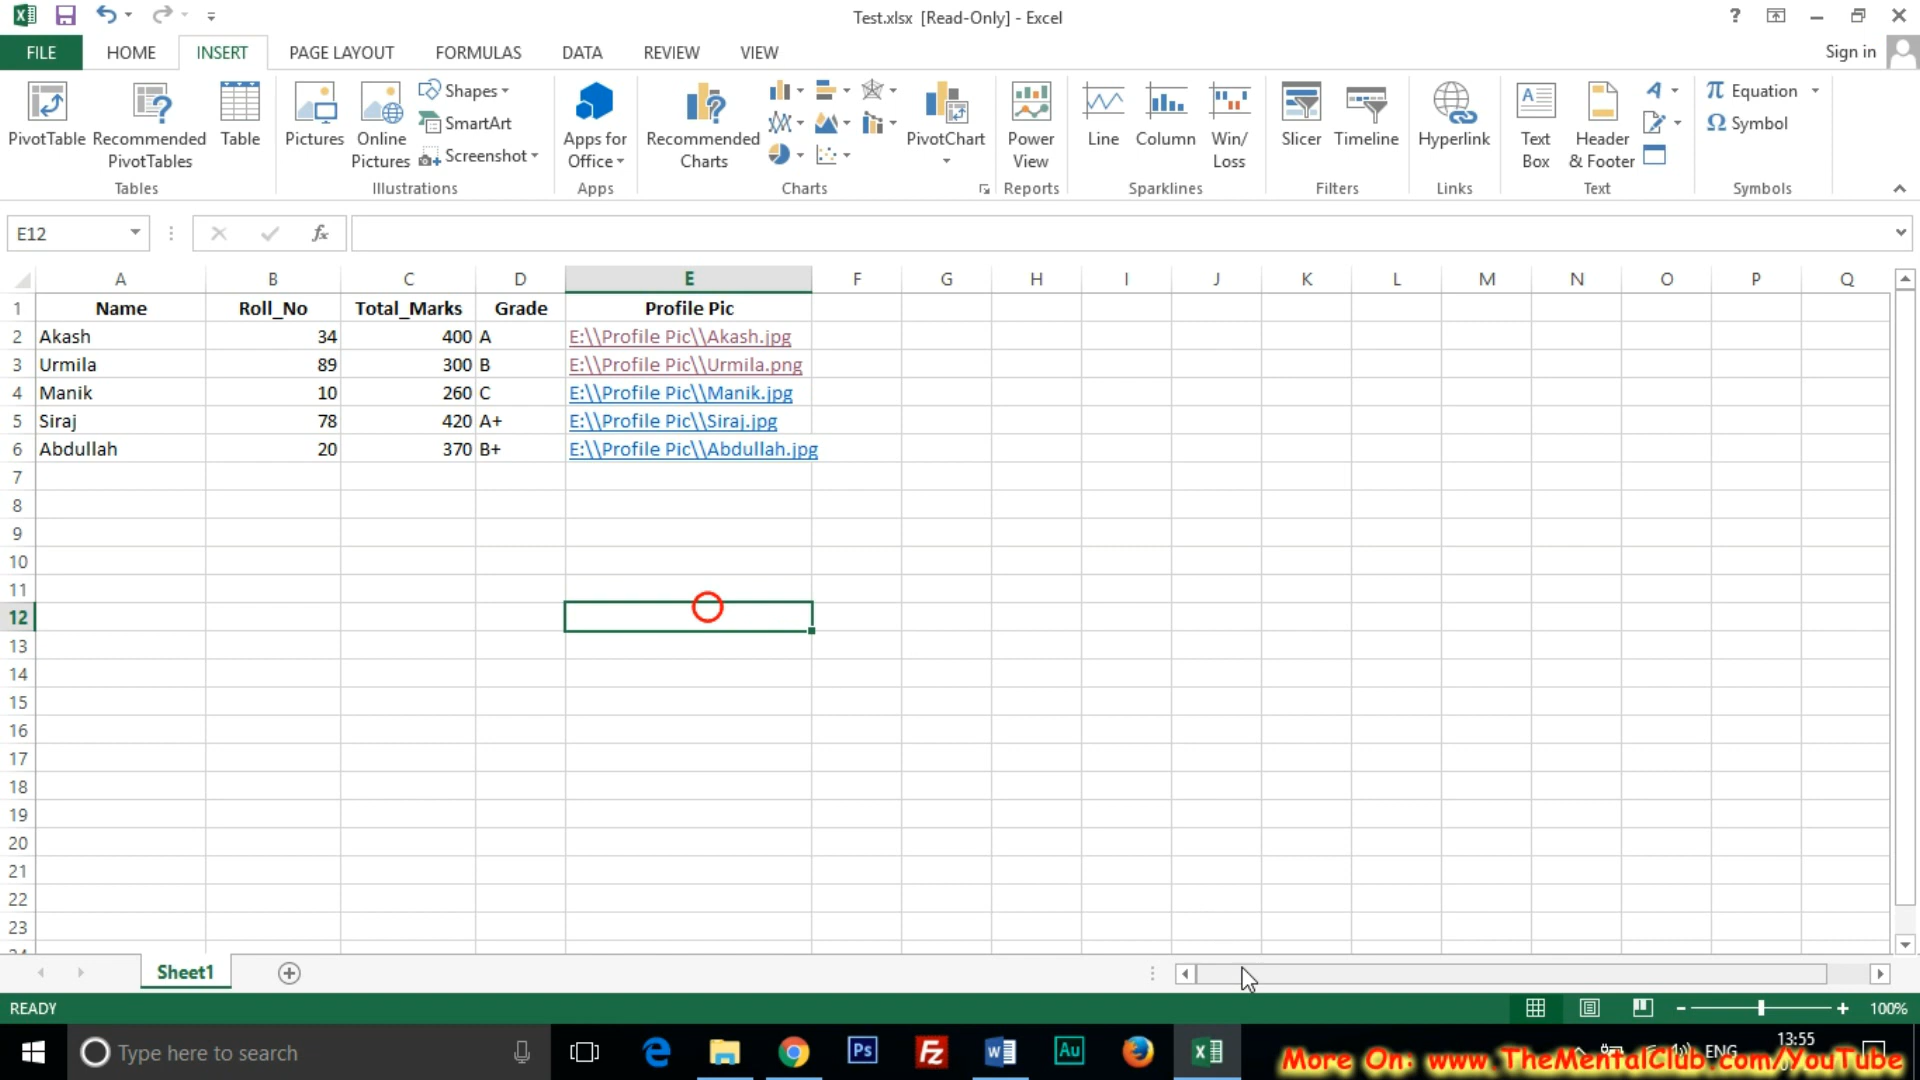 Test.xlsx [Read-Only] - Excel
?
FILE HOME INSERT PAGE LAYOUT FORMULAS DATA REVIEW VIEW
Sign in
PivotTable
Recommended
PivotTables
Table
Tables
Pictures
Online
Pictures
Shapes
SmartArt
Screenshot
Illustrations
Apps for
Office
Apps
Recommended
Charts
PivotChart
Charts
Power
View
Reports
Line
Column
Win/
Loss
Sparklines
Slicer
Timeline
Filters
Hyperlink
Links
Text
Box
Header
& Footer
Text
π Equation
Ω Symbol
Symbols
E12
fx
A B C D E F G H I J K L M N O P Q
1 Name Roll_No Total_Marks Grade Profile Pic
2 Akash 34 400 A E:\\Profile Pic\\Akash.jpg
3 Urmila 89 300 B E:\\Profile Pic\\Urmila.png
4 Manik 10 260 C E:\\Profile Pic\\Manik.jpg
5 Siraj 78 420 A+ E:\\Profile Pic\\Siraj.jpg
6 Abdullah 20 370 B+ E:\\Profile Pic\\Abdullah.jpg
7
8
9
10
11
12
13
14
15
16
17
18
19
20
21
22
23
Sheet1
READY
100%
Type here to search
Ps
Fz
Au
ENG
13:55
More On: www.TheMentalClub.com/YouTube